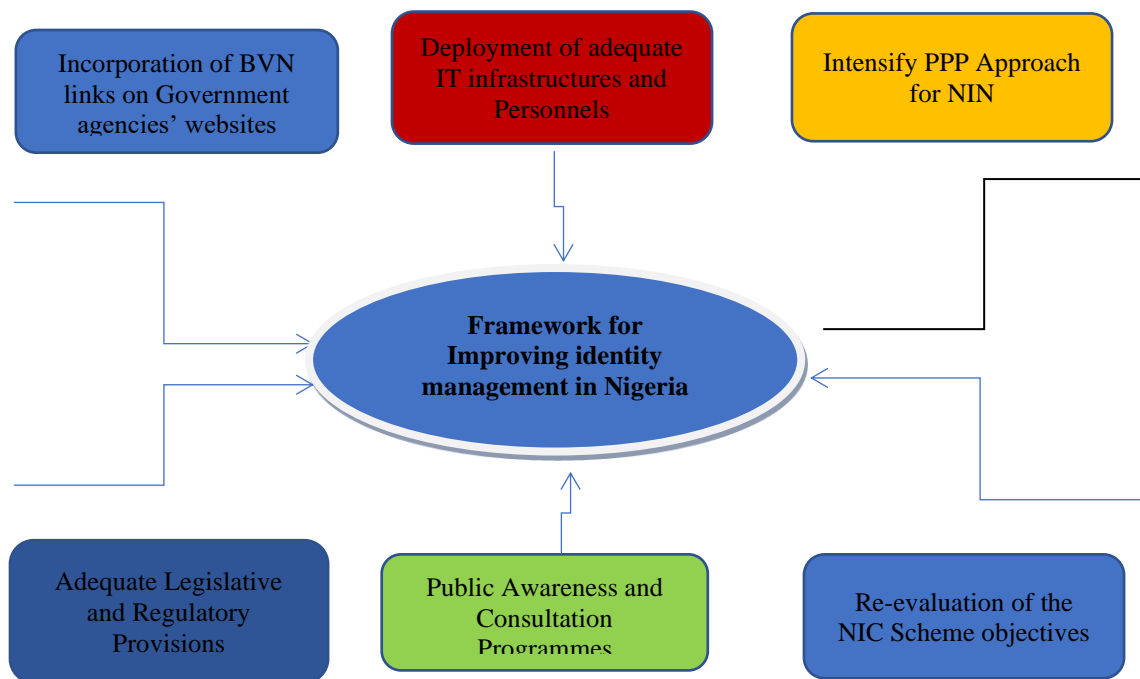 Incorporation of BVN
links on Government
agencies’ websites
Deployment of adequate
IT infrastructures and
Personnels
Intensify PPP Approach
for NIN
Framework for
Improving identity
management in Nigeria
Adequate Legislative
and Regulatory
Provisions
Public Awareness and
Consultation
Programmes
Re-evaluation of the
NIC Scheme objectives